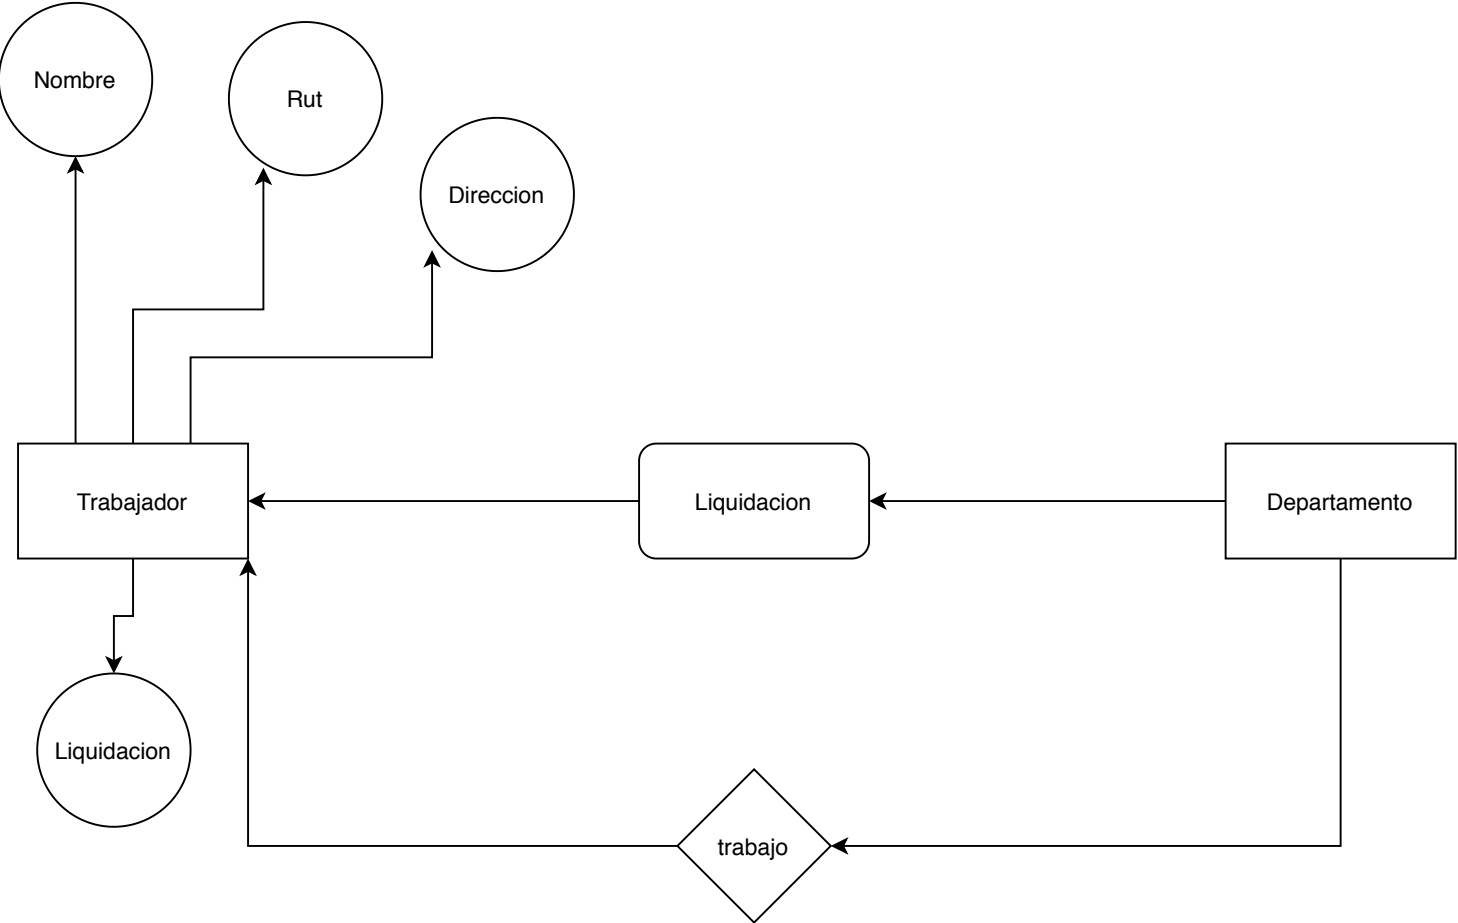 Nombre
Rut
Direccion
Trabajador
Liquidacion
Departamento
Liquidacion
trabajo